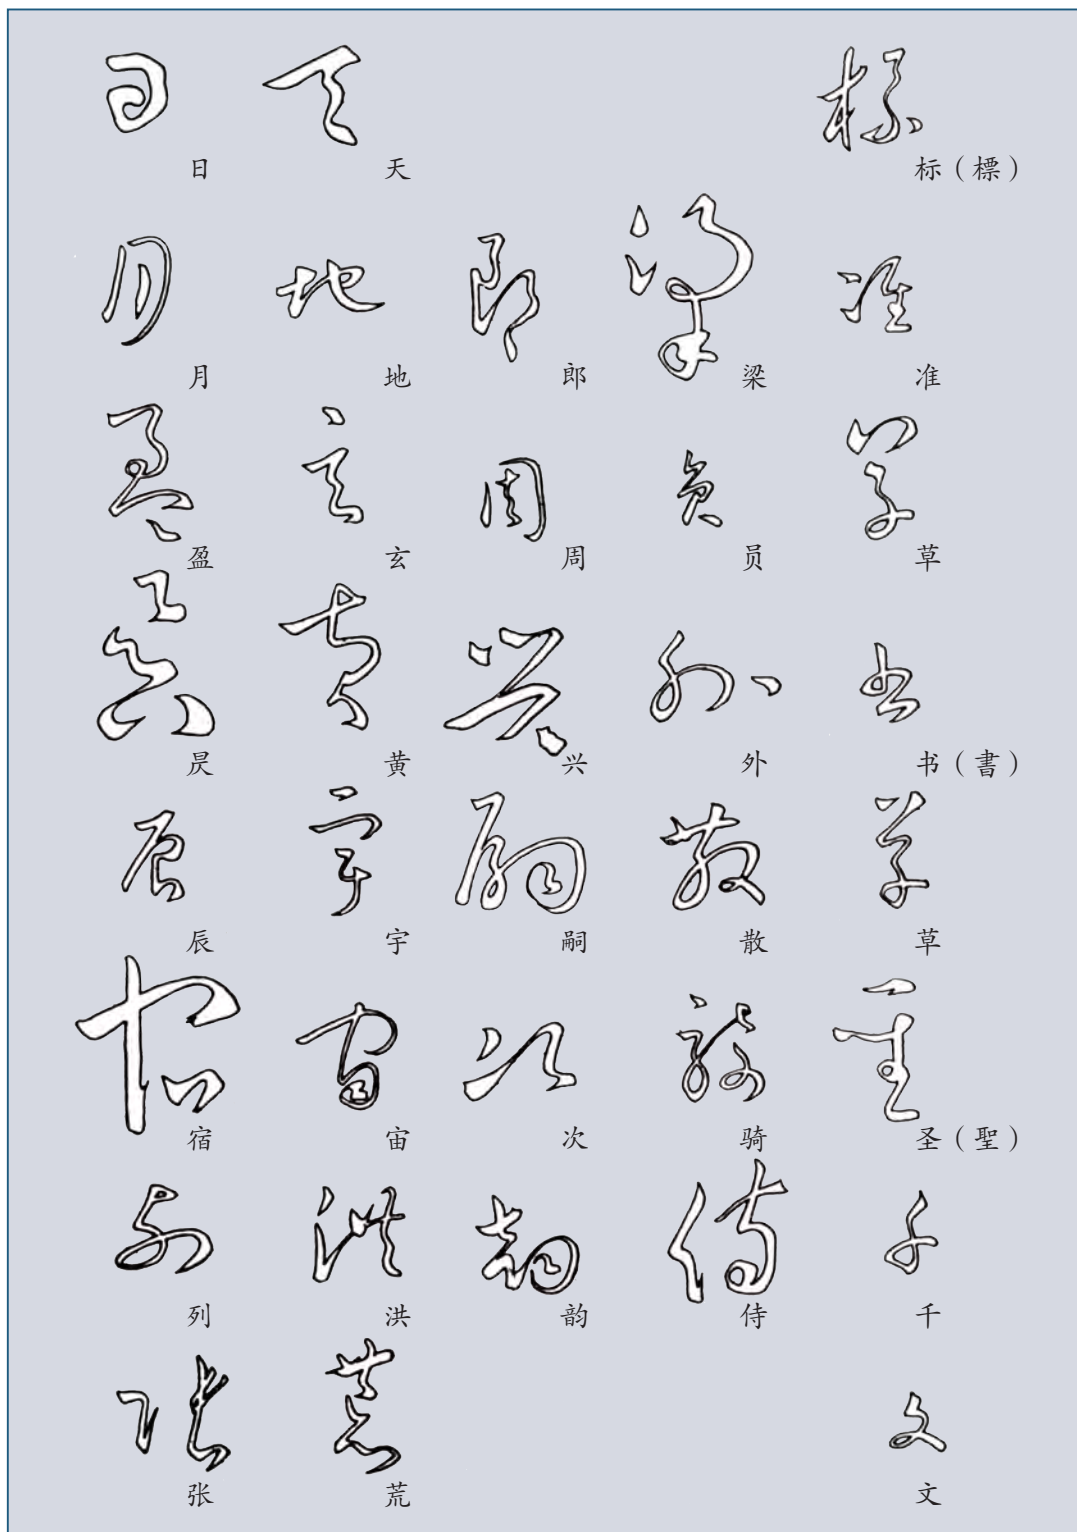 标（標）准草书（書）草圣（聖）千文
梁员外散骑侍
郎周兴嗣次韵
天地玄黄宇宙洪荒
日月盈昃辰宿列张